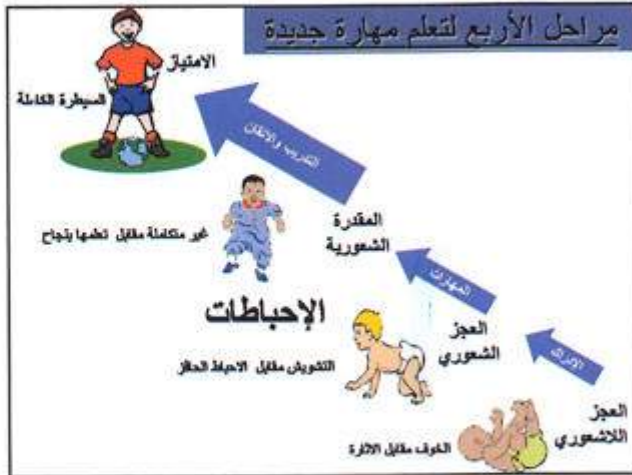 مراحل الأربع لتعلم مهارة جديدة
الامتياز
السيطرة الكاملة
التدريب والاتقان
المقدرة
الشعورية
غير متكاملة مقابل تعلمها بنجاح
المهارات
الإحباطات
العجز
الشعوري
التشويش مقابل الاحباط الحافز
الإدراك
العجز
اللاشعوري
الخوف مقابل الاثارة